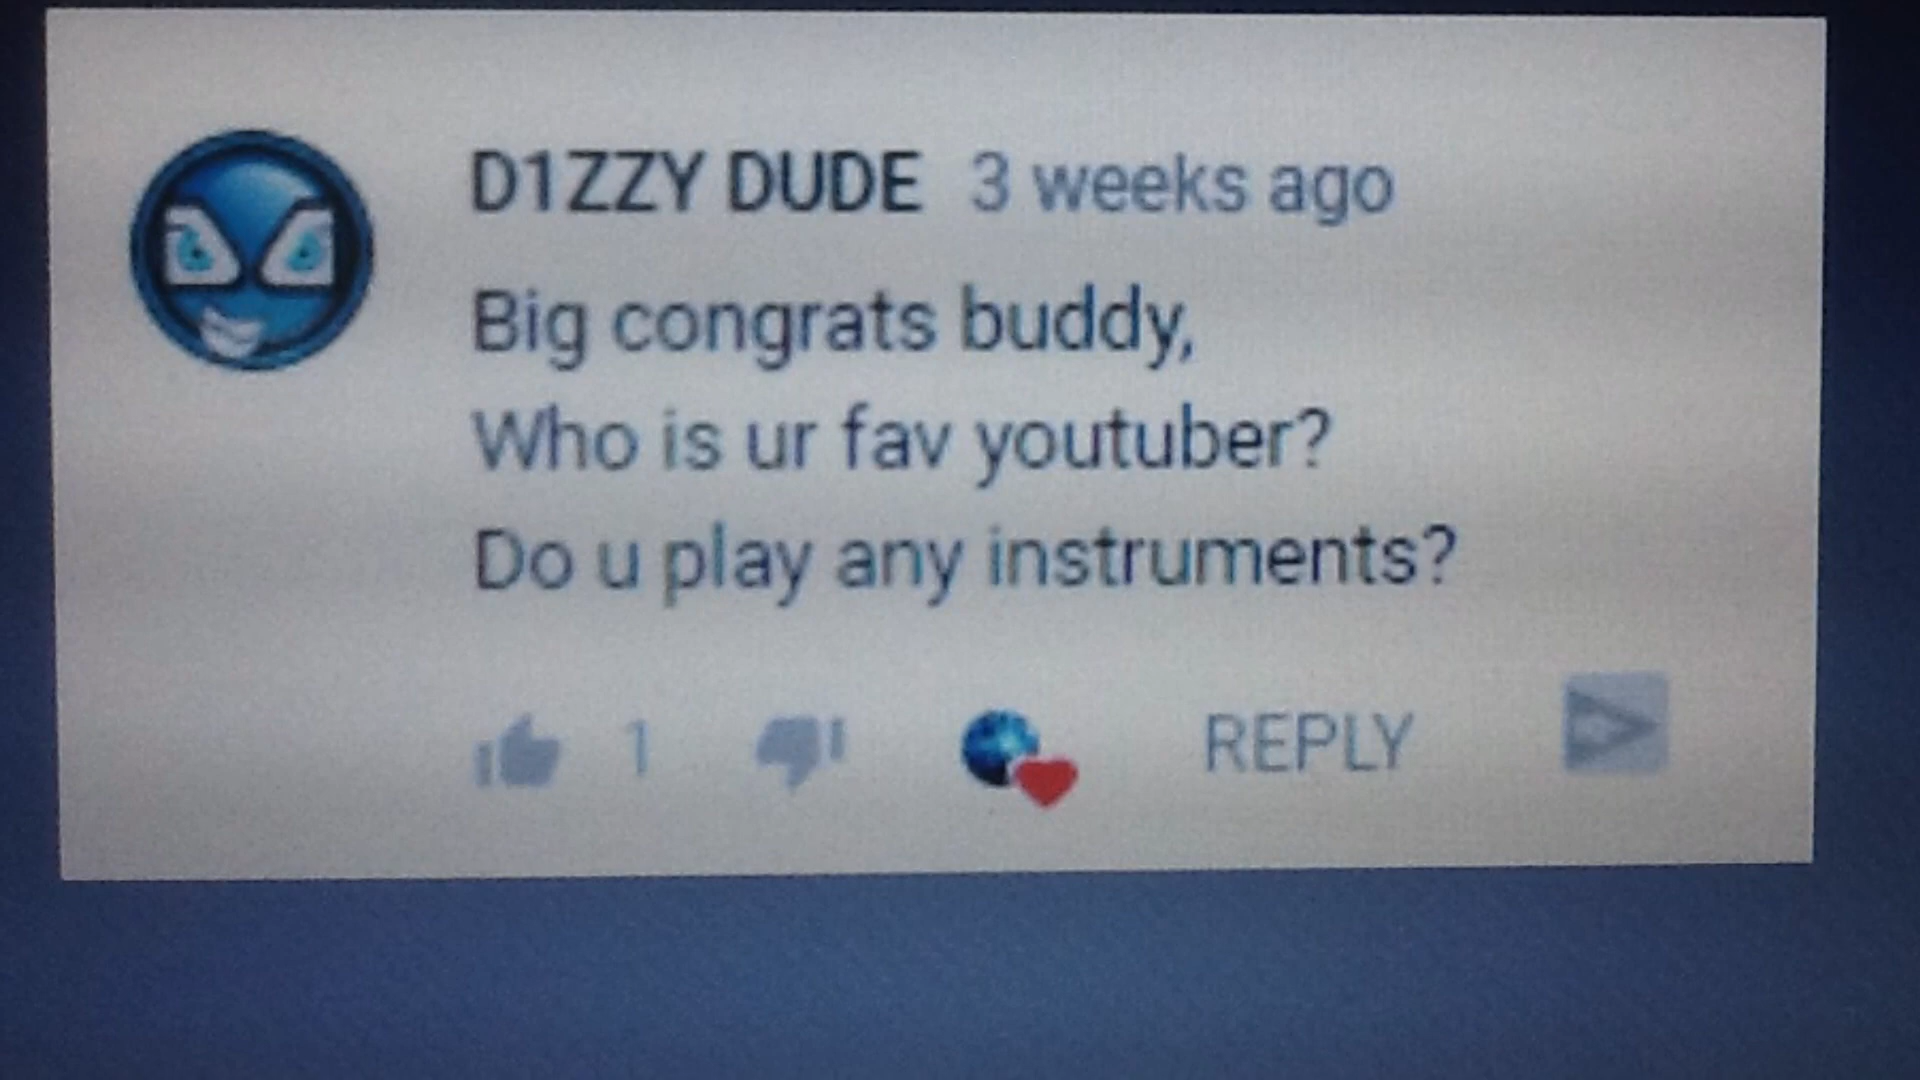 D1ZZY DUDE 3 weeks ago
Big congrats buddy,
Who is ur fav youtuber?
Do u play any instruments?
1 REPLY